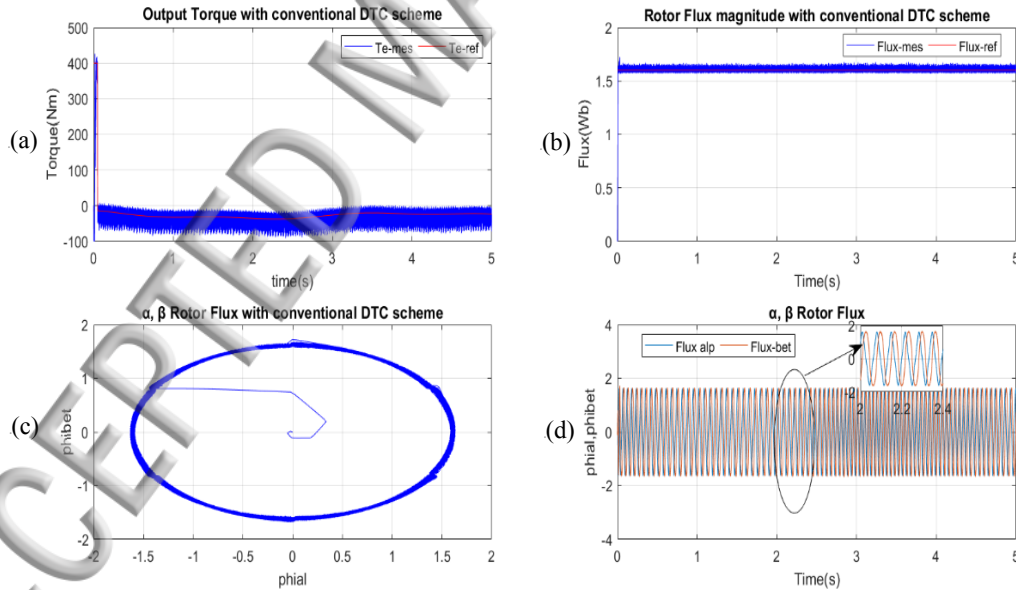 Output Torque with conventional DTC scheme
Te-mes Te-ref
500
400
300
200
100
0
-100
Torque(Nm)
(a)
0 1 2 3 4 5
time(s)
Rotor Flux magnitude with conventional DTC scheme
Flux-mes Flux-ref
2
1.5
1
0.5
0
Flux(Wb)
(b)
0 1 2 3 4 5
Time(s)
α, β Rotor Flux with conventional DTC scheme
2
1
0
-1
-2
phibet
(c)
-2 -1.5 -1 -0.5 0 0.5 1 1.5 2
phial
α, β Rotor Flux
Flux alp Flux-bet
4
2
0
-2
-4
phial,phibet
(d)
2
0
-2
2 2.2 2.4
0 1 2 3 4 5
Time(s)
ACCEPTED MA